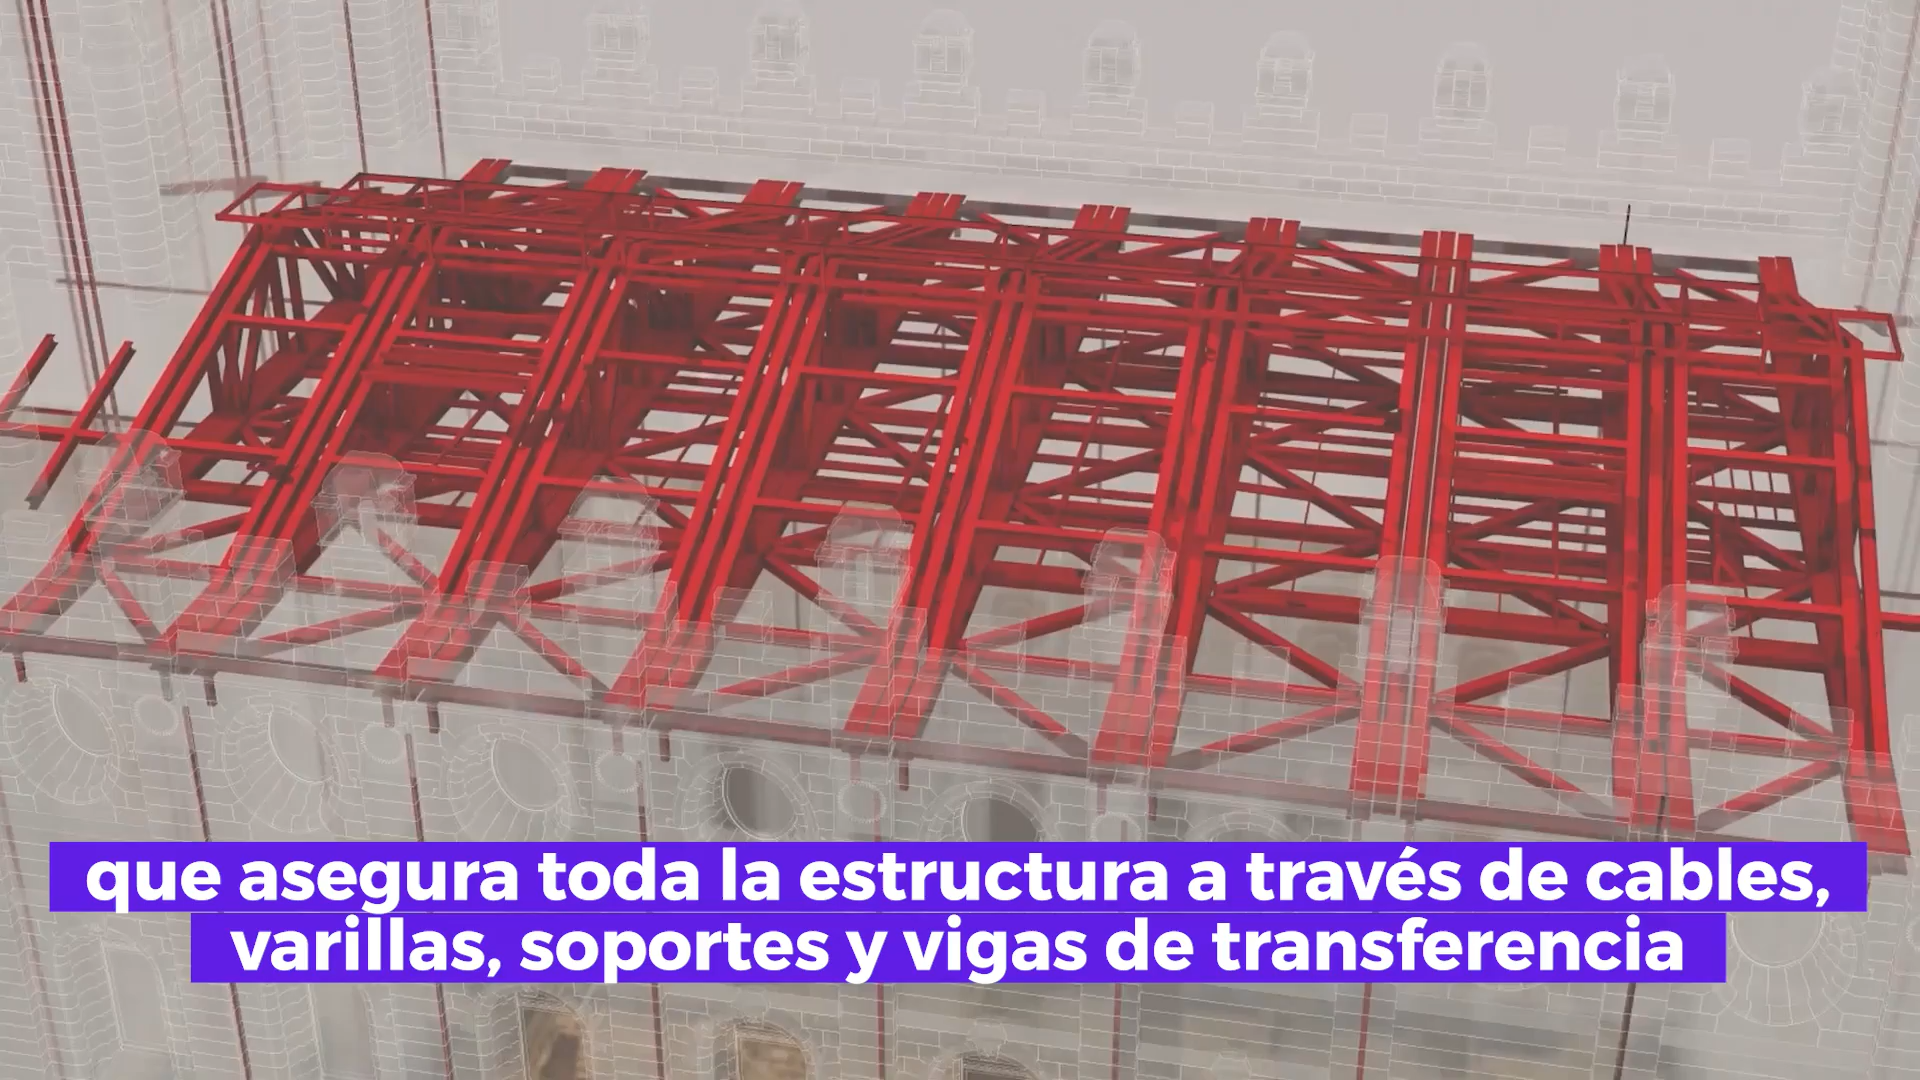 que asegura toda la estructura a través de cables,
varillas, soportes y vigas de transferencia